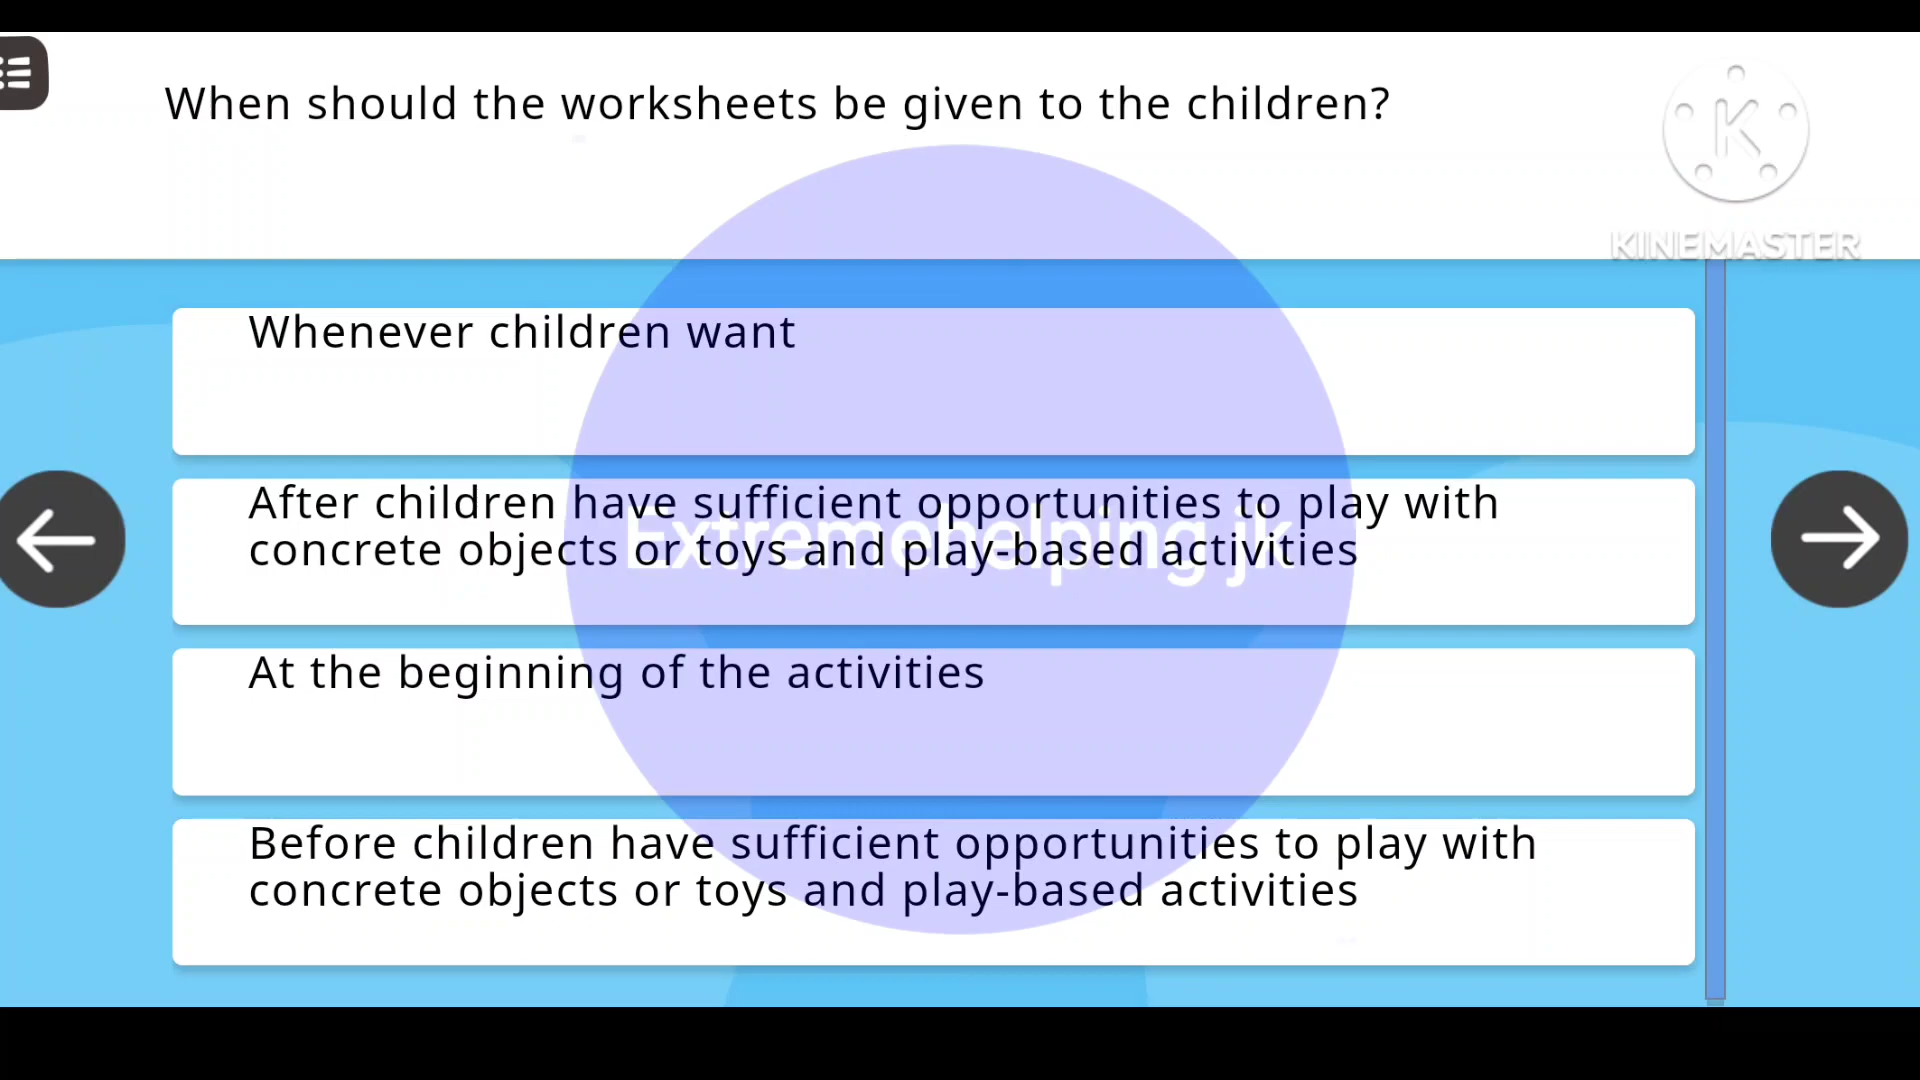 When should the worksheets be given to the children?
KINEMASTER
Whenever children want
After children have sufficient opportunities to play with
concrete objects or toys and play-based activities
Extremehelping jk
At the beginning of the activities
Before children have sufficient opportunities to play with
concrete objects or toys and play-based activities